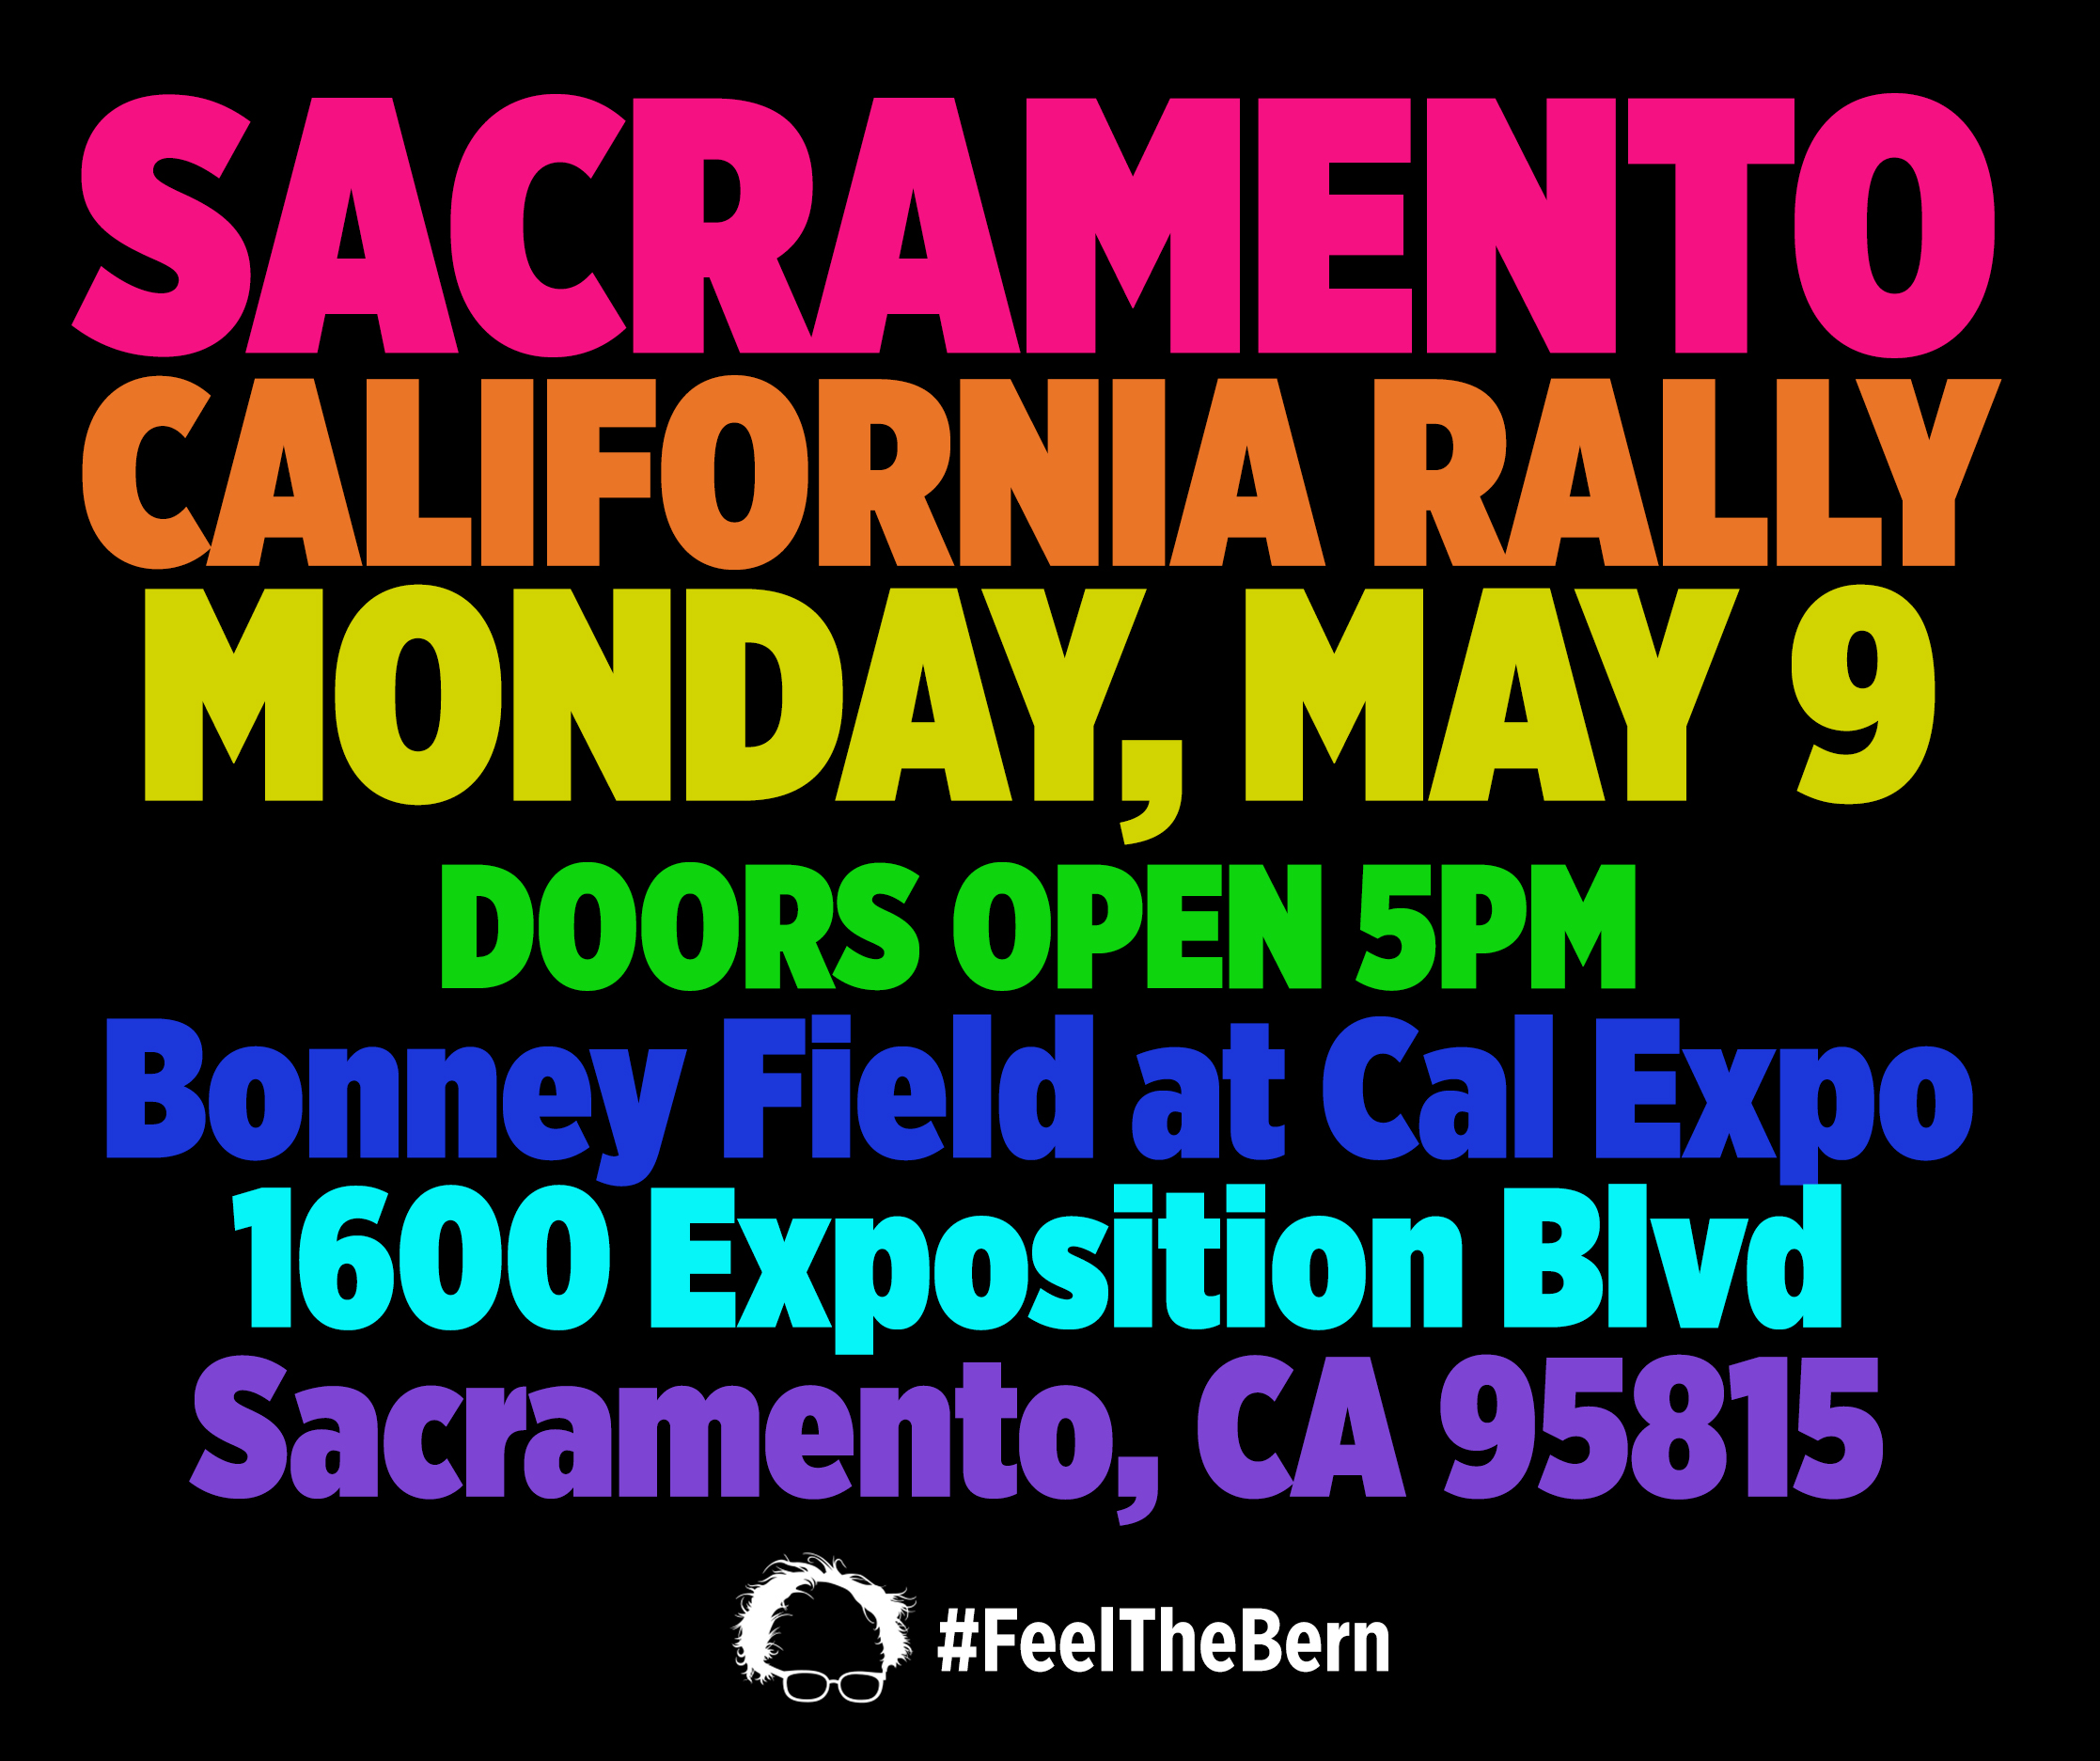 SACRAMENTO
CALIFORNIA RALLY
MONDAY, MAY 9
DOORS OPEN 5PM
Bonney Field at Cal Expo
1600 Exposition Blvd
Sacramento, CA 95815
#FeelTheBern